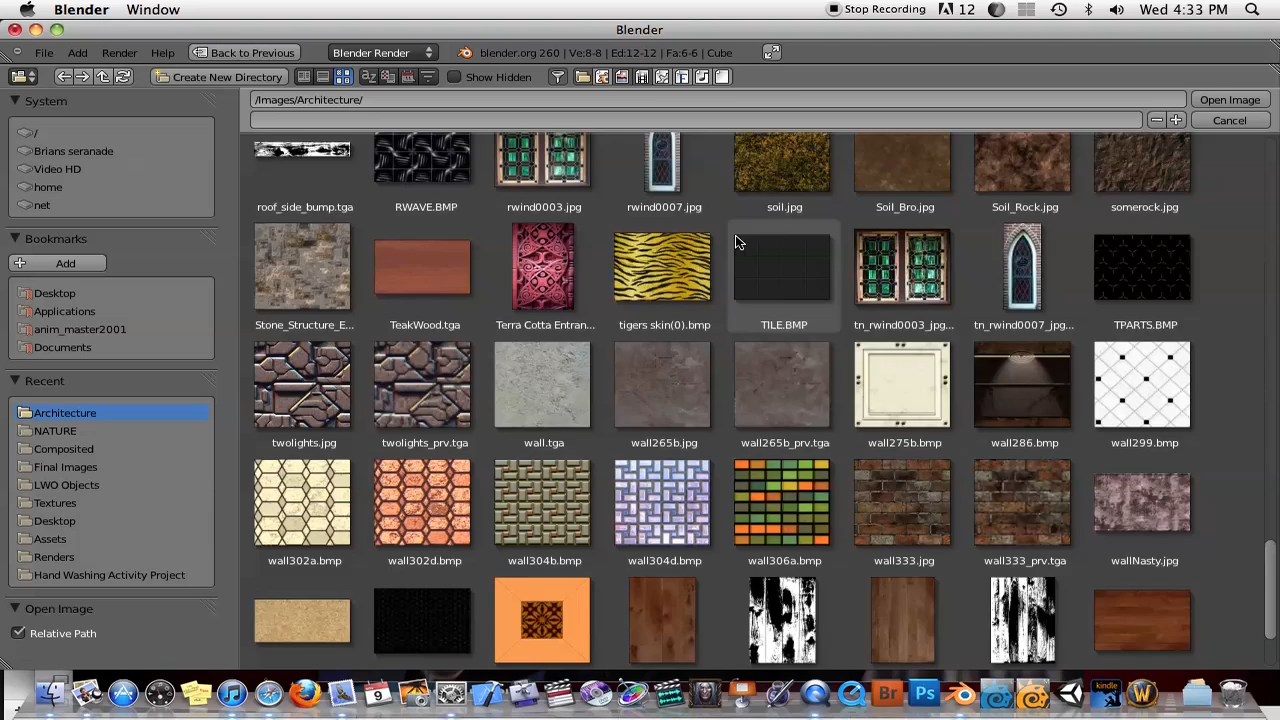 Blender Window Stop Recording 12 Wed 4:33 PM
Blender
File Add Render Help Back to Previous Blender Render blender.org 260 | Ve:8-8 | Ed:12-12 | Fa:6-6 | Cube
Create New Directory Show Hidden
System
/
Brians seranade
Video HD
home
net
Bookmarks
Add
Desktop
Applications
anim_master2001
Documents
Recent
Architecture
NATURE
Composited
Final Images
LWO Objects
Textures
Desktop
Assets
Renders
Hand Washing Activity Project
Open Image
Relative Path
/Images/Architecture/ Open Image
Cancel
roof_side_bump.tga RWAVE.BMP rwind0003.jpg rwind0007.jpg soil.jpg Soil_Bro.jpg Soil_Rock.jpg somerock.jpg
Stone_Structure_E... TeakWood.tga Terra Cotta Entran... tigers skin(0).bmp TILE.BMP tn_rwind0003_jpg... tn_rwind0007_jpg... TPARTS.BMP
twolights.jpg twolights_prv.tga wall.tga wall265b.jpg wall265b_prv.tga wall275b.bmp wall286.bmp wall299.bmp
wall302a.bmp wall302d.bmp wall304b.bmp wall304d.bmp wall306a.bmp wall333.jpg wall333_prv.tga wallNasty.jpg
Br Ps kindle W